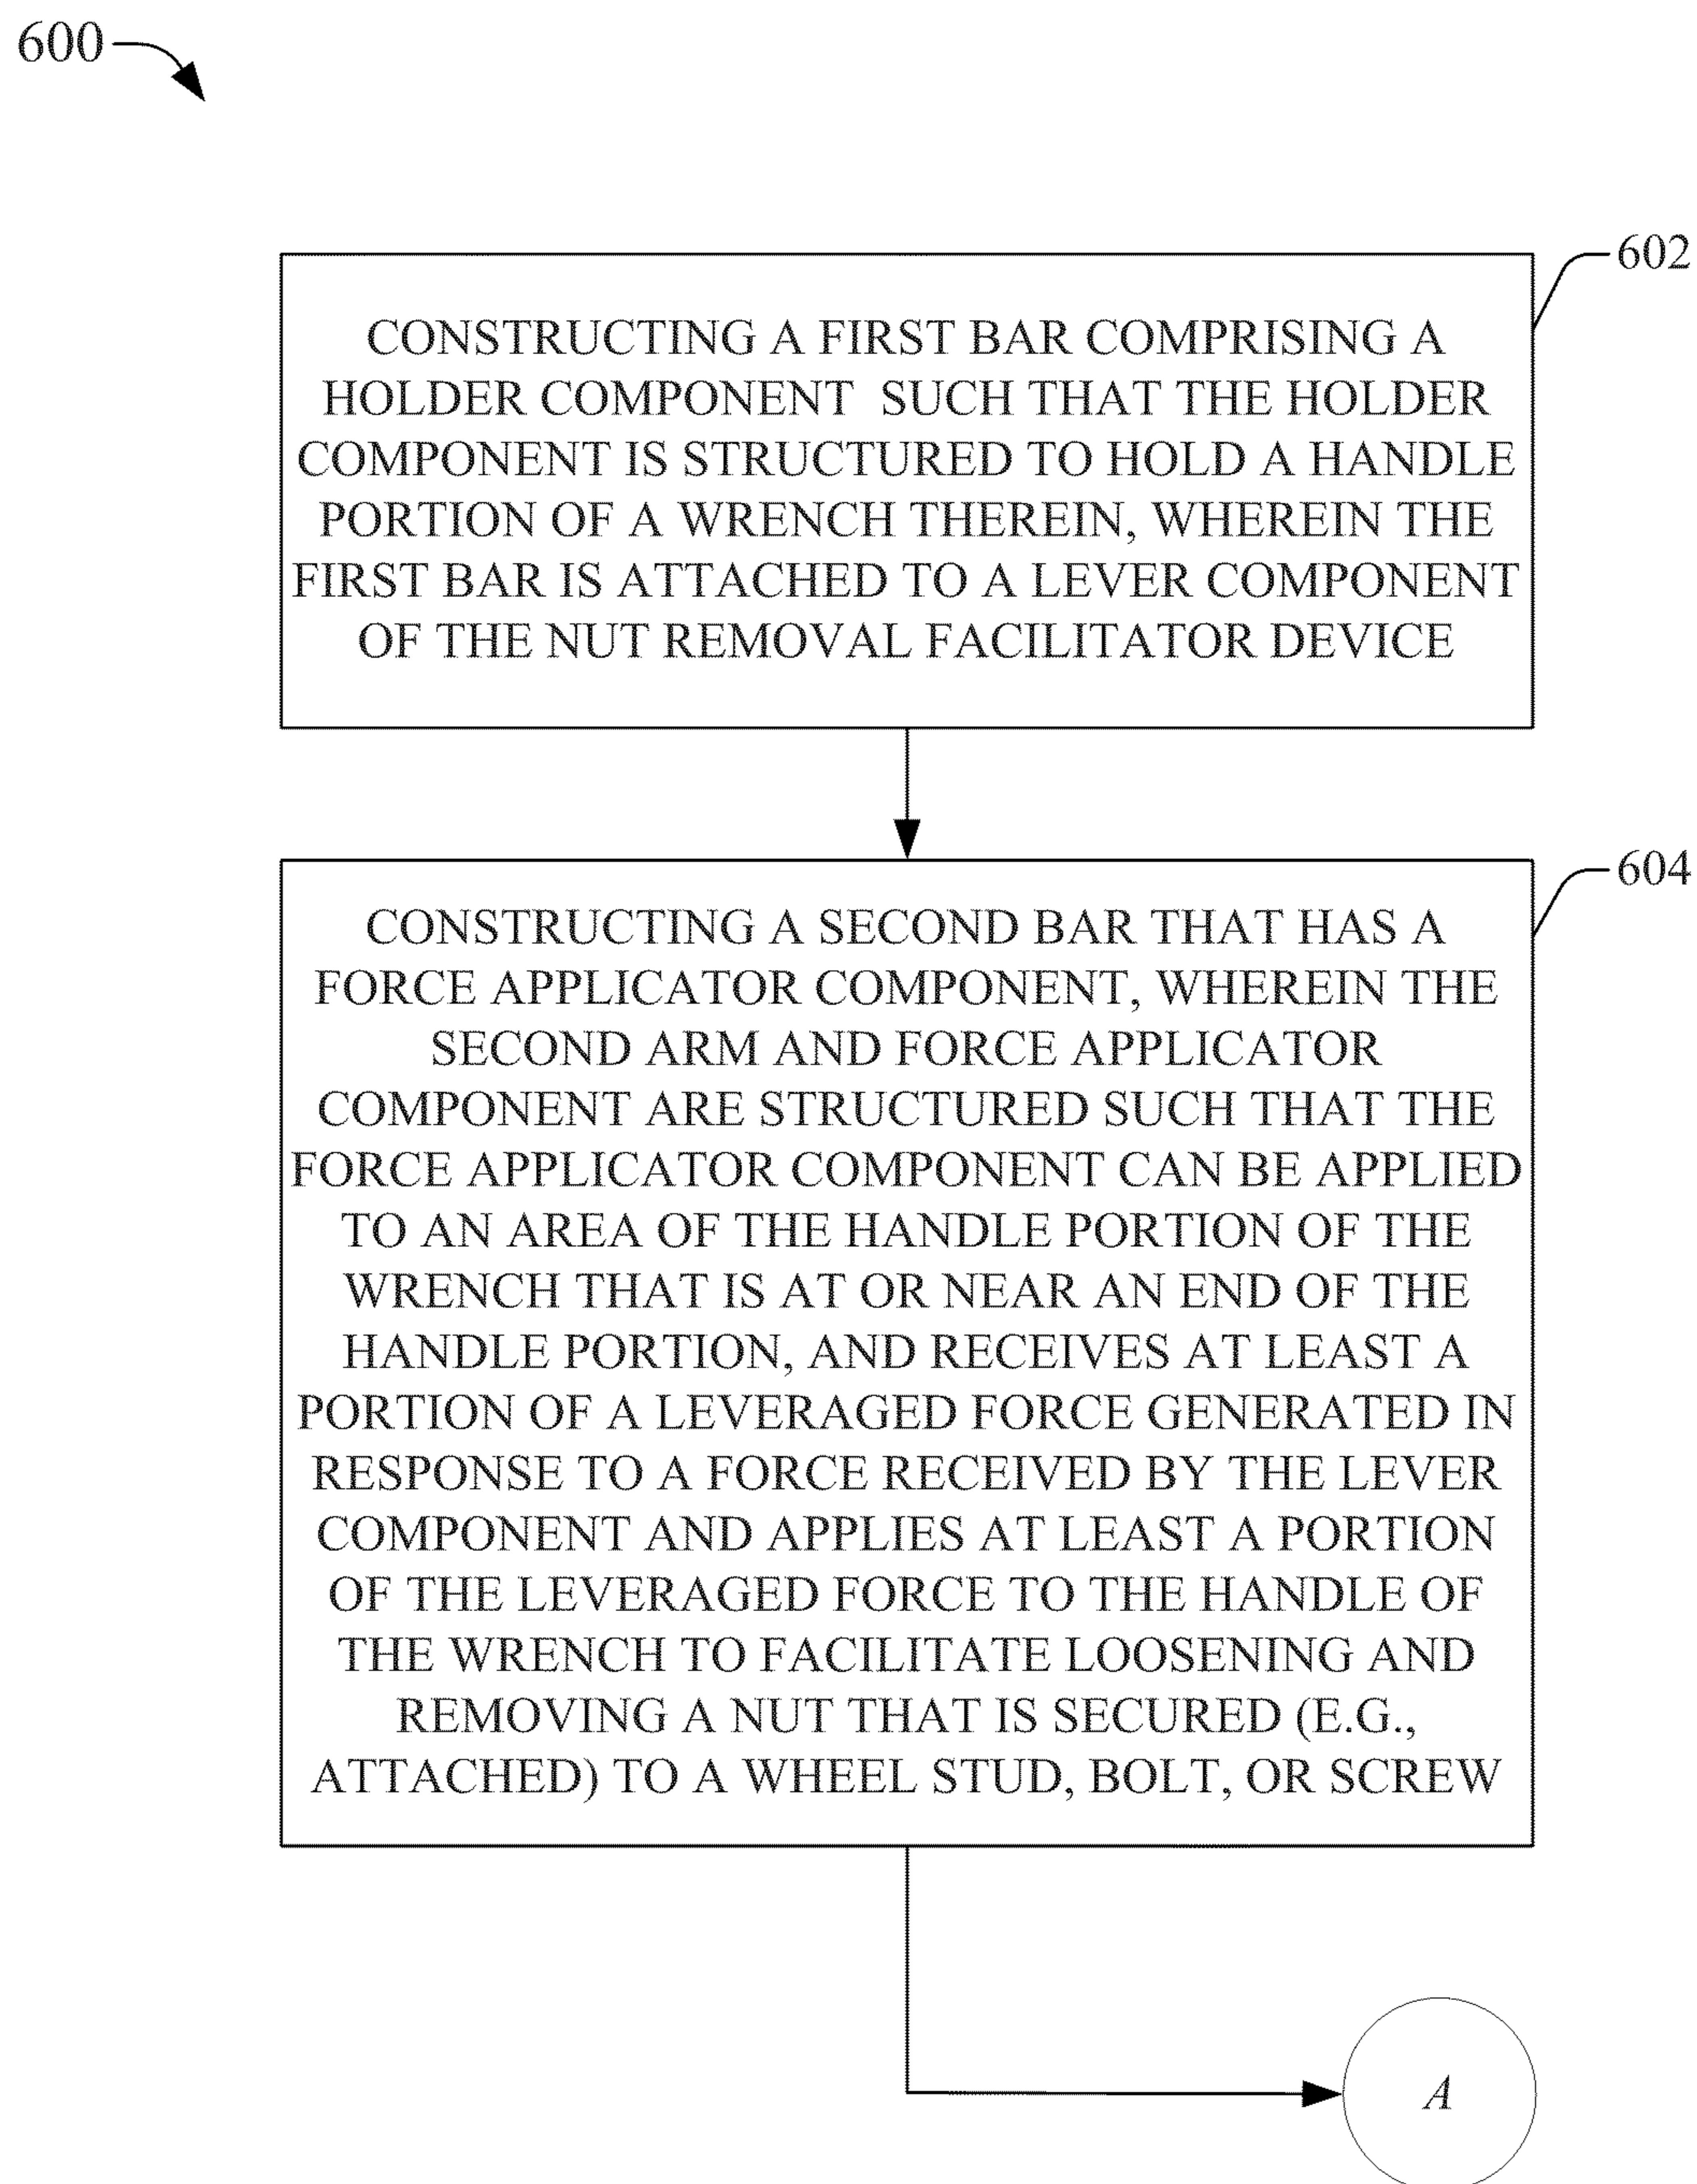 600
602
CONSTRUCTING A FIRST BAR COMPRISING A
HOLDER COMPONENT SUCH THAT THE HOLDER
COMPONENT IS STRUCTURED TO HOLD A HANDLE
PORTION OF A WRENCH THEREIN, WHEREIN THE
FIRST BAR IS ATTACHED TO A LEVER COMPONENT
OF THE NUT REMOVAL FACILITATOR DEVICE
604
CONSTRUCTING A SECOND BAR THAT HAS A
FORCE APPLICATOR COMPONENT, WHEREIN THE
SECOND ARM AND FORCE APPLICATOR
COMPONENT ARE STRUCTURED SUCH THAT THE
FORCE APPLICATOR COMPONENT CAN BE APPLIED
TO AN AREA OF THE HANDLE PORTION OF THE
WRENCH THAT IS AT OR NEAR AN END OF THE
HANDLE PORTION, AND RECEIVES AT LEAST A
PORTION OF A LEVERAGED FORCE GENERATED IN
RESPONSE TO A FORCE RECEIVED BY THE LEVER
COMPONENT AND APPLIES AT LEAST A PORTION
OF THE LEVERAGED FORCE TO THE HANDLE OF
THE WRENCH TO FACILITATE LOOSENING AND
REMOVING A NUT THAT IS SECURED (E.G.,
ATTACHED) TO A WHEEL STUD, BOLT, OR SCREW
A